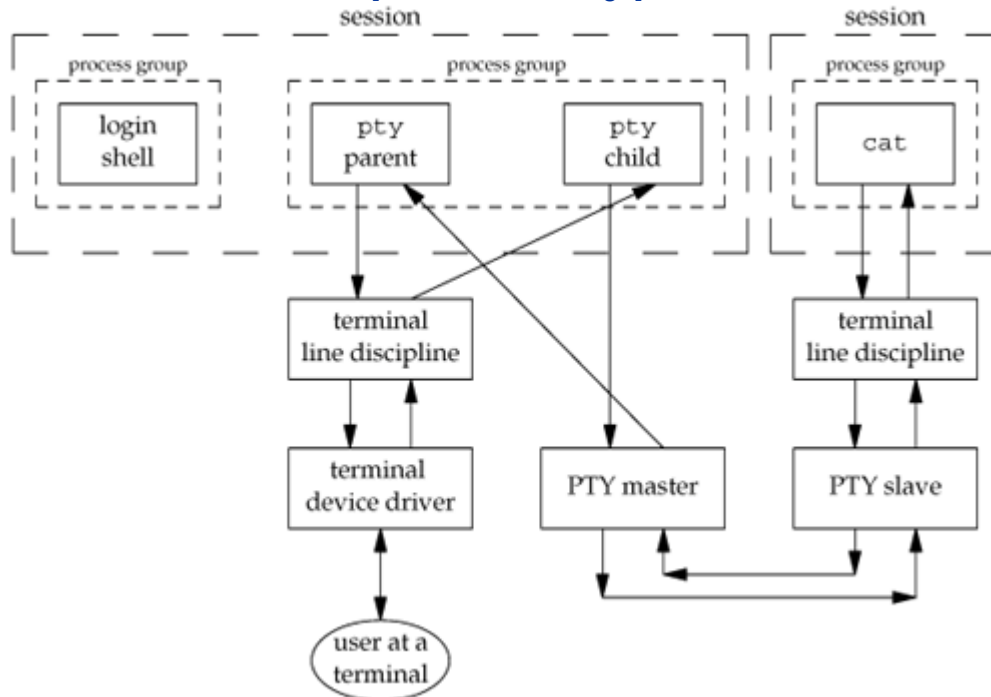 session
session
process group
process group
process group
login
shell
pty
parent
pty
child
cat
terminal
line discipline
terminal
line discipline
terminal
device driver
PTY master
PTY slave
user at a
terminal